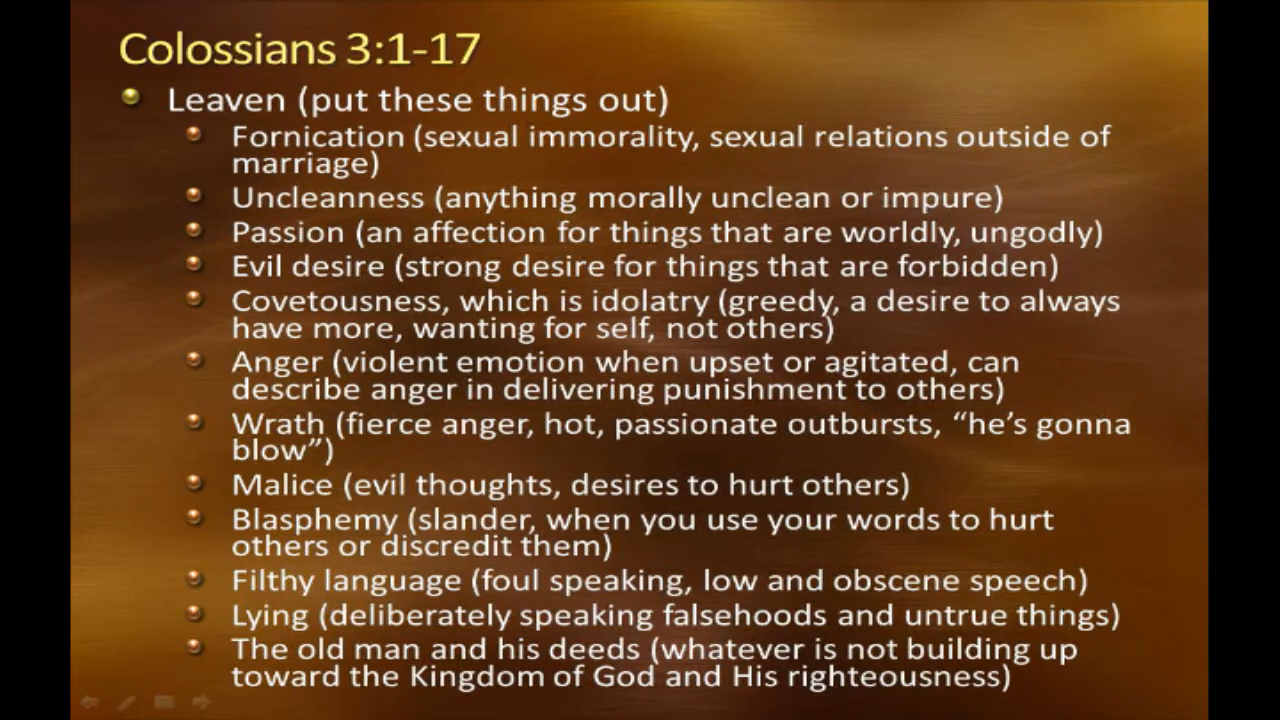 Colossians 3:1-17
Leaven (put these things out)
Fornication (sexual immorality, sexual relations outside of
marriage)
Uncleanness (anything morally unclean or impure)
Passion (an affection for things that are worldly, ungodly)
Evil desire (strong desire for things that are forbidden)
Covetousness, which is idolatry (greedy, a desire to always
have more, wanting for self, not others)
Anger (violent emotion when upset or agitated, can
describe anger in delivering punishment to others)
Wrath (fierce anger, hot, passionate outbursts, “he’s gonna
blow”)
Malice (evil thoughts, desires to hurt others)
Blasphemy (slander, when you use your words to hurt
others or discredit them)
Filthy language (foul speaking, low and obscene speech)
Lying (deliberately speaking falsehoods and untrue things)
The old man and his deeds (whatever is not building up
toward the Kingdom of God and His righteousness)